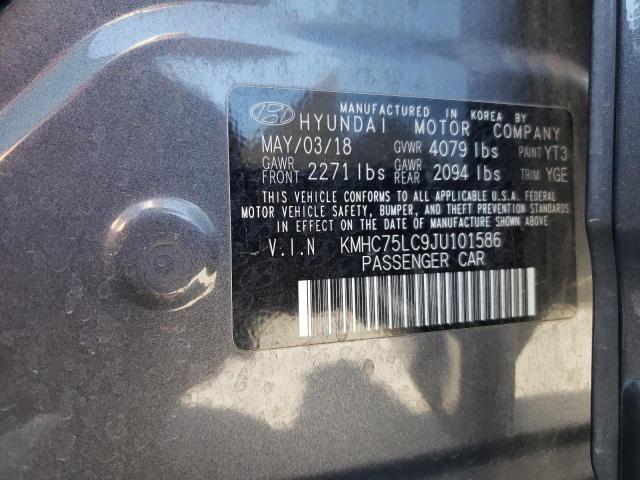 MANUFACTURED IN KOREA BY
HYUNDAI MOTOR COMPANY
MAY/03/18 GVWR 4079 lbs PAINT YT3
GAWR FRONT 2271 lbs GAWR REAR 2094 lbs TRIM YGE
THIS VEHICLE CONFORMS TO ALL APPLICABLE U.S.A. FEDERAL
MOTOR VEHICLE SAFETY, BUMPER, AND THEFT PREVENTION
STANDARDS IN EFFECT ON THE DATE OF MANUFACTURE SHOWN ABOVE.
V.I.N KMHC75LC9JU101586
PASSENGER CAR